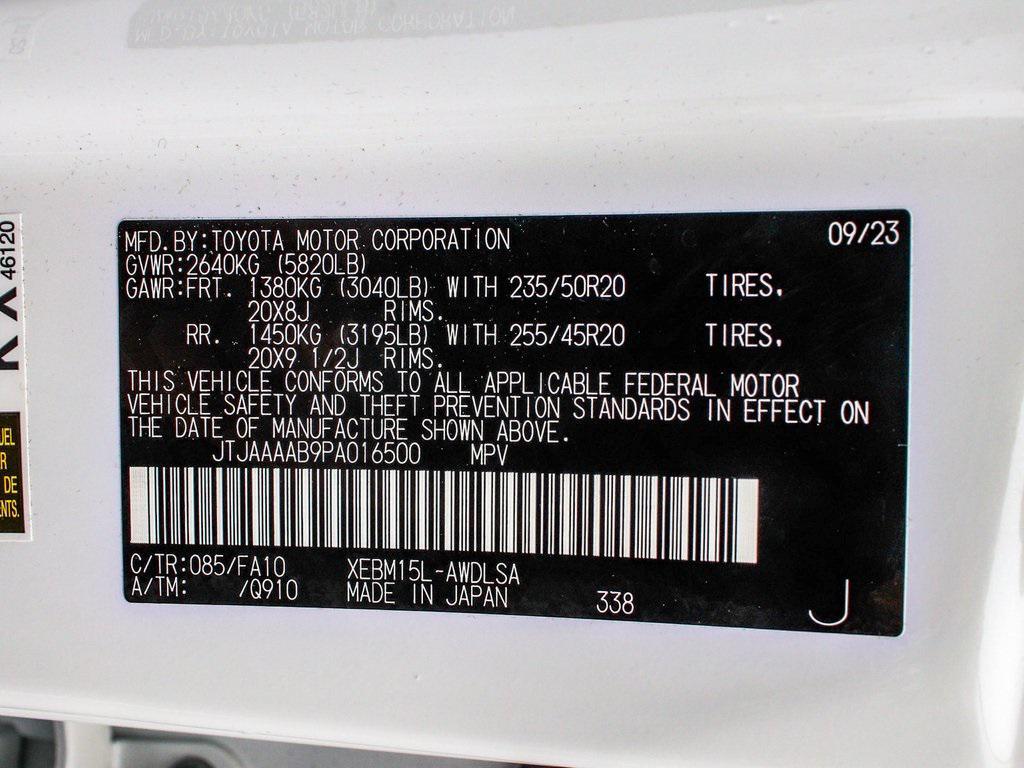 MFD.BY:TOYOTA MOTOR CORPORATION 09/23
GVWR:2640KG (5820LB)
GAWR:FRT. 1380KG (3040LB) WITH 235/50R20 TIRES,
20X8J RIMS.
RR. 1450KG (3195LB) WITH 255/45R20 TIRES,
20X9 1/2J RIMS.
THIS VEHICLE CONFORMS TO ALL APPLICABLE FEDERAL MOTOR
VEHICLE SAFETY AND THEFT PREVENTION STANDARDS IN EFFECT ON
THE DATE OF MANUFACTURE SHOWN ABOVE.
JTJAAAAB9PA016500 MPV
C/TR:085/FA10 XEBM15L-AWDLSA
A/TM: /Q910 MADE IN JAPAN 338 J
46120
DE